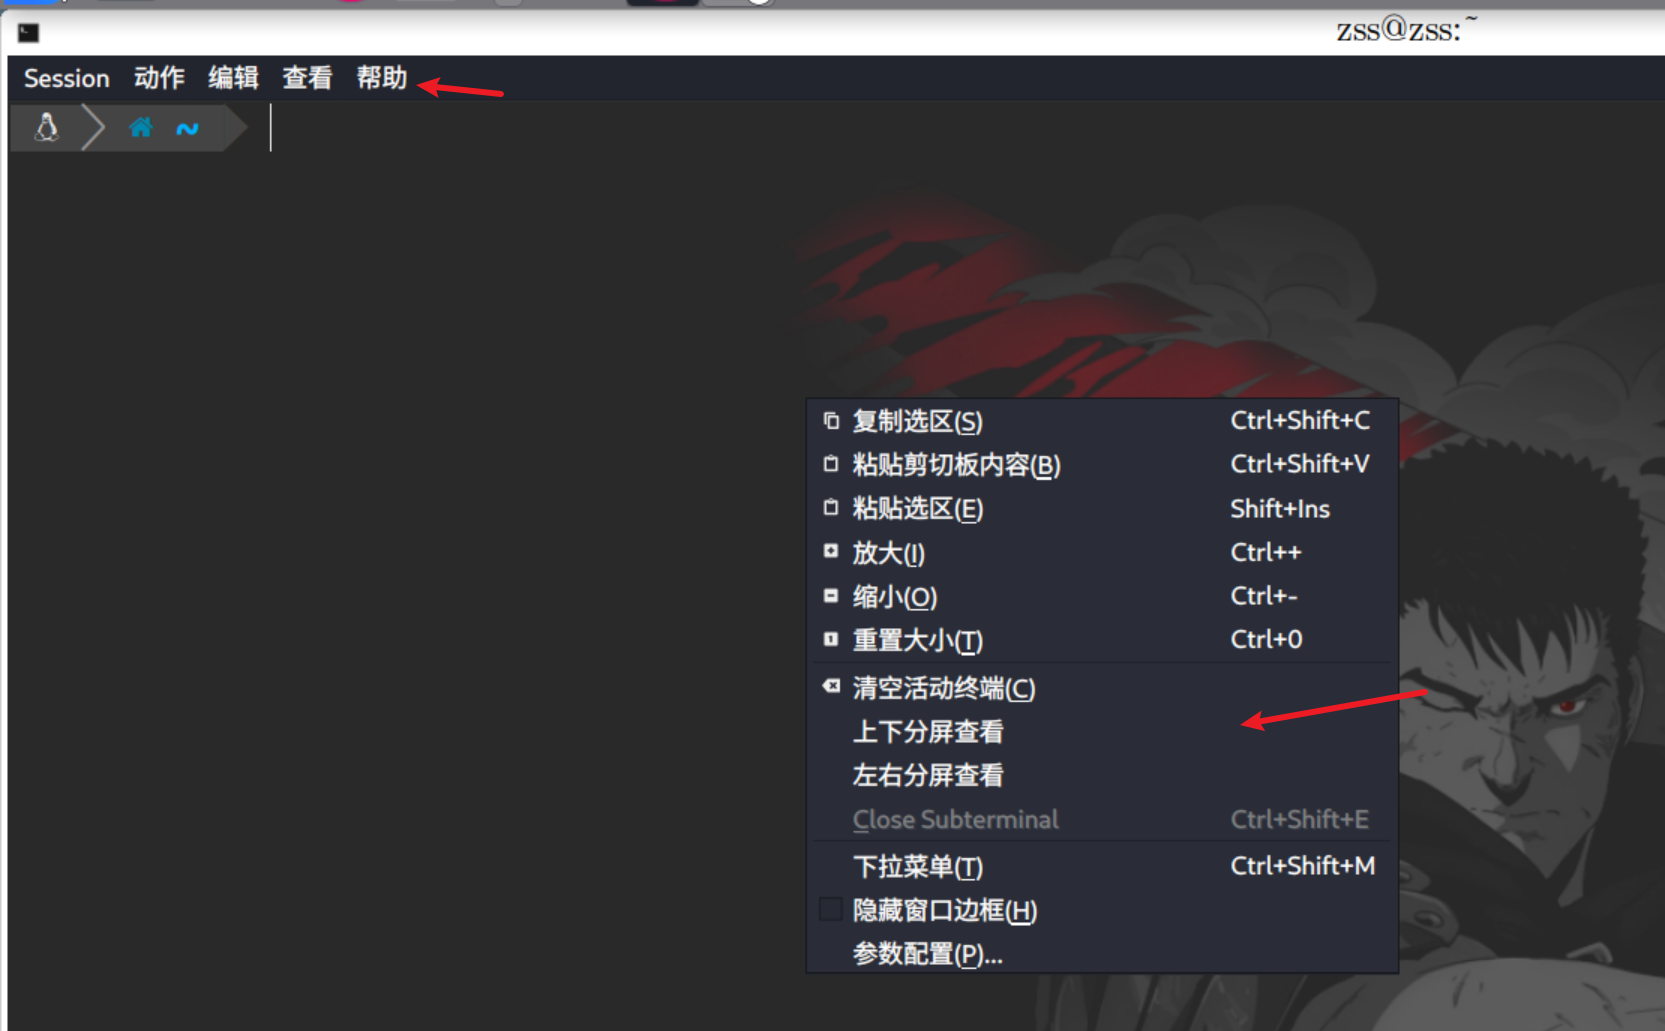 zss@zss:~
Session 动作 编辑 查看 帮助
~
复制选区(S) Ctrl+Shift+C
粘贴剪切板内容(B) Ctrl+Shift+V
粘贴选区(E) Shift+Ins
放大(I) Ctrl++
缩小(O) Ctrl+-
重置大小(T) Ctrl+0
清空活动终端(C)
上下分屏查看
左右分屏查看
Close Subterminal Ctrl+Shift+E
下拉菜单(T) Ctrl+Shift+M
隐藏窗口边框(H)
参数配置(P)...